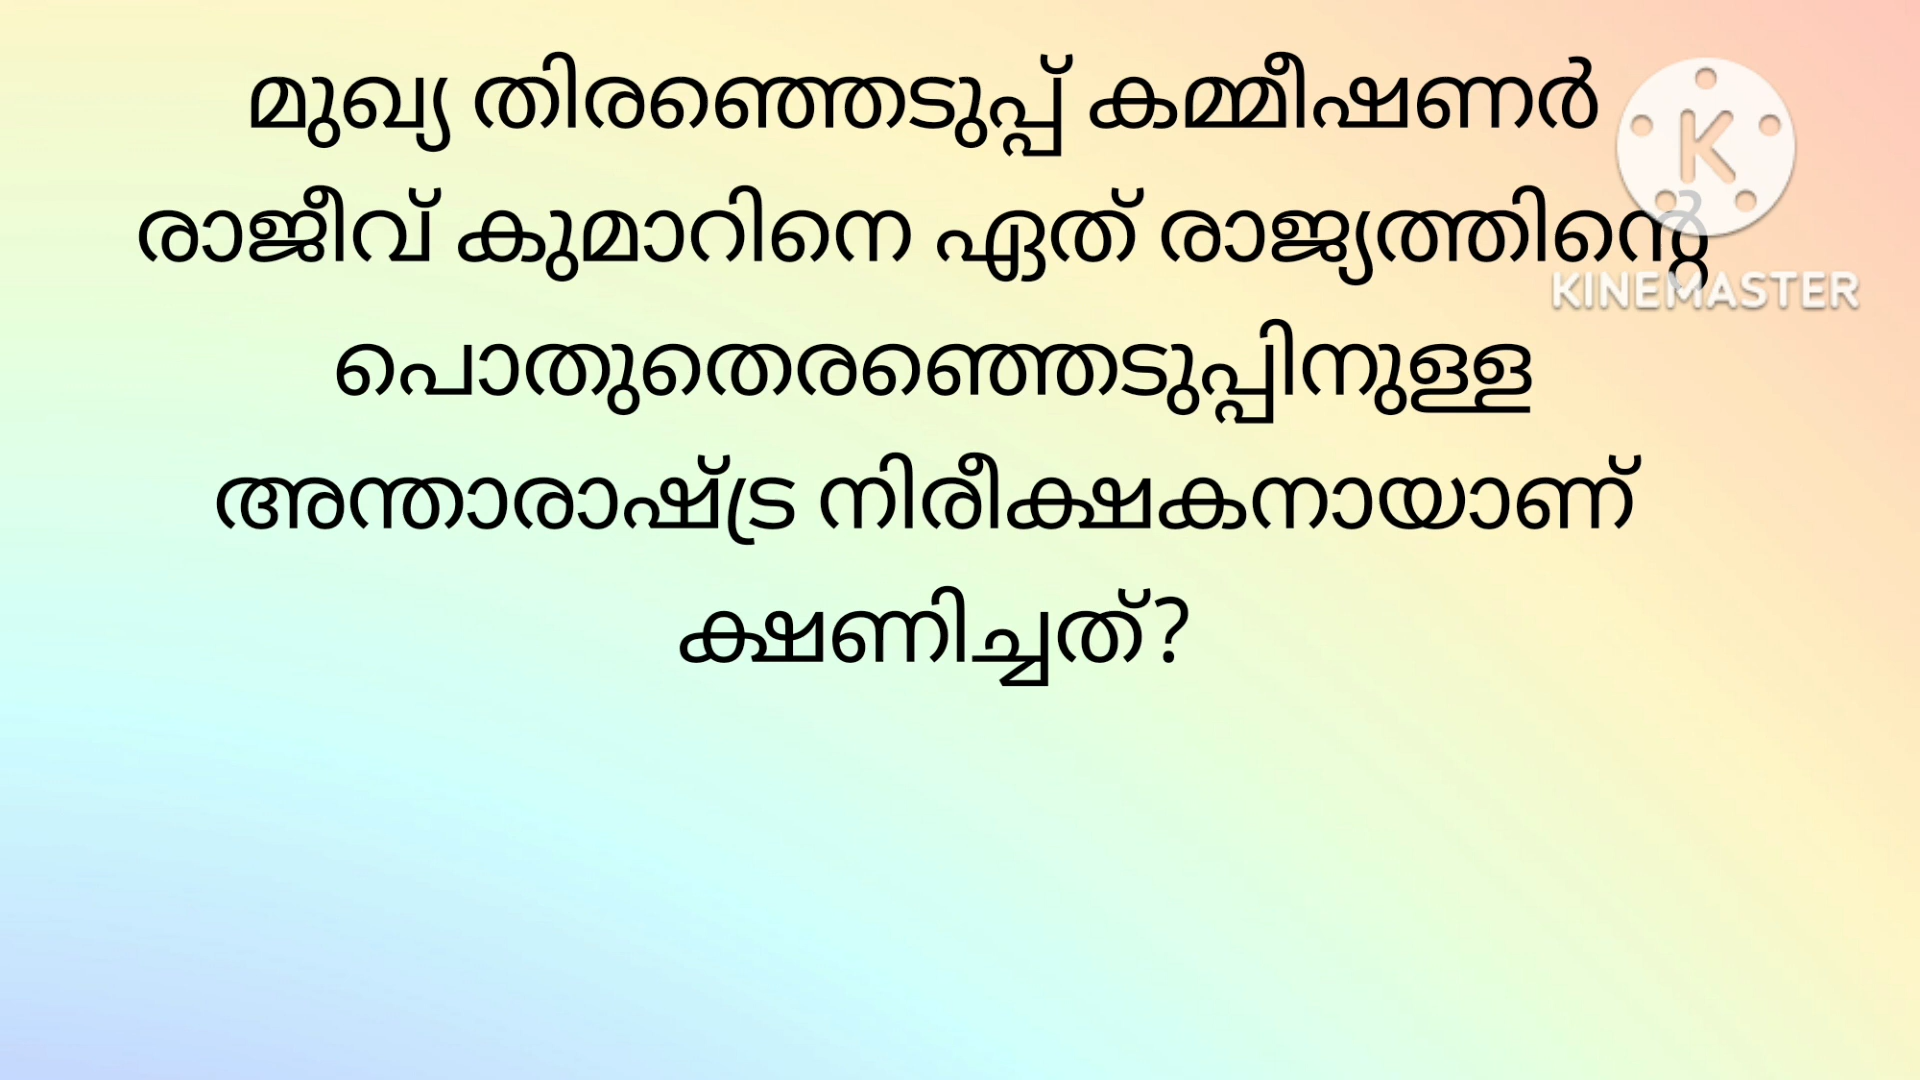 മുഖ്യ തിരഞ്ഞെടുപ്പ് കമ്മീഷണർ
രാജീവ് കുമാറിനെ ഏത് രാജ്യത്തിന്റെ
KINEMASTER
പൊതുതെരഞ്ഞെടുപ്പിനുള്ള
അന്താരാഷ്ട്ര നിരീക്ഷകനായാണ്
ക്ഷണിച്ചത്?